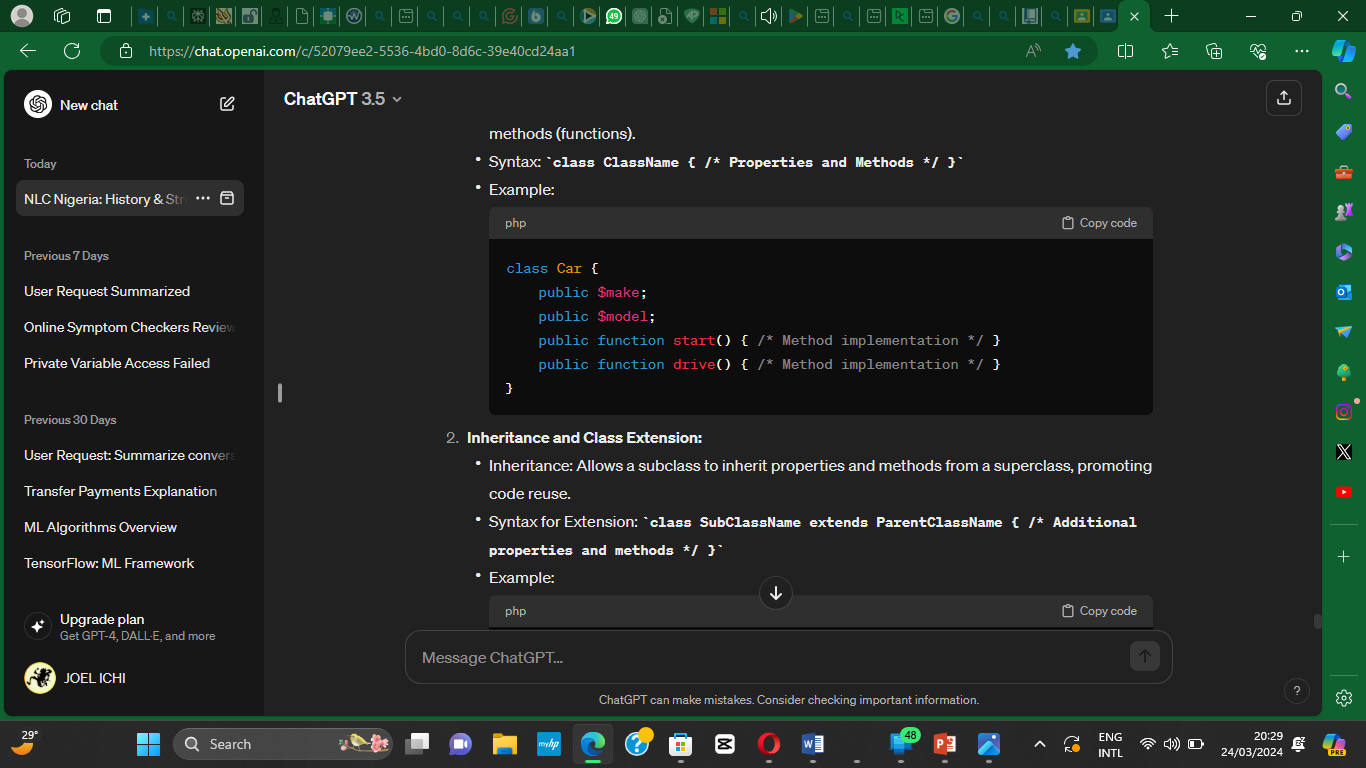 49
https://chat.openai.com/c/52079ee2-5536-4bd0-8d6c-39e40cd24aa1
New chat
ChatGPT 3.5
Today
NLC Nigeria: History & Str
Previous 7 Days
User Request Summarized
Online Symptom Checkers Review
Private Variable Access Failed
Previous 30 Days
User Request: Summarize convers
Transfer Payments Explanation
ML Algorithms Overview
TensorFlow: ML Framework
Upgrade plan
Get GPT-4, DALL·E, and more
JOEL ICHI
methods (functions).
• Syntax: `class ClassName { /* Properties and Methods */ }`
• Example:
php
Copy code
class Car {
public $make;
public $model;
public function start() { /* Method implementation */ }
public function drive() { /* Method implementation */ }
}
2. Inheritance and Class Extension:
• Inheritance: Allows a subclass to inherit properties and methods from a superclass, promoting
code reuse.
• Syntax for Extension: `class SubClassName extends ParentClassName { /* Additional
properties and methods */ }`
• Example:
php
Copy code
Message ChatGPT...
ChatGPT can make mistakes. Consider checking important information.
?
29°
Search
myhp
48
ENG
INTL
20:29
24/03/2024
PRE